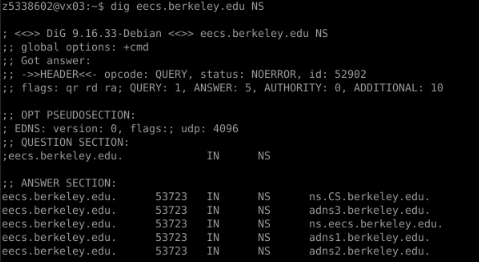 z5338602@vx03:~$ dig eecs.berkeley.edu NS
; <<>> DiG 9.16.33-Debian <<>> eecs.berkeley.edu NS
;; global options: +cmd
;; Got answer:
;; ->>HEADER<<- opcode: QUERY, status: NOERROR, id: 52902
;; flags: qr rd ra; QUERY: 1, ANSWER: 5, AUTHORITY: 0, ADDITIONAL: 10
;; OPT PSEUDOSECTION:
; EDNS: version: 0, flags:; udp: 4096
;; QUESTION SECTION:
;eecs.berkeley.edu. IN NS
;; ANSWER SECTION:
eecs.berkeley.edu. 53723 IN NS ns.CS.berkeley.edu.
eecs.berkeley.edu. 53723 IN NS adns3.berkeley.edu.
eecs.berkeley.edu. 53723 IN NS ns.eecs.berkeley.edu.
eecs.berkeley.edu. 53723 IN NS adns1.berkeley.edu.
eecs.berkeley.edu. 53723 IN NS adns2.berkeley.edu.